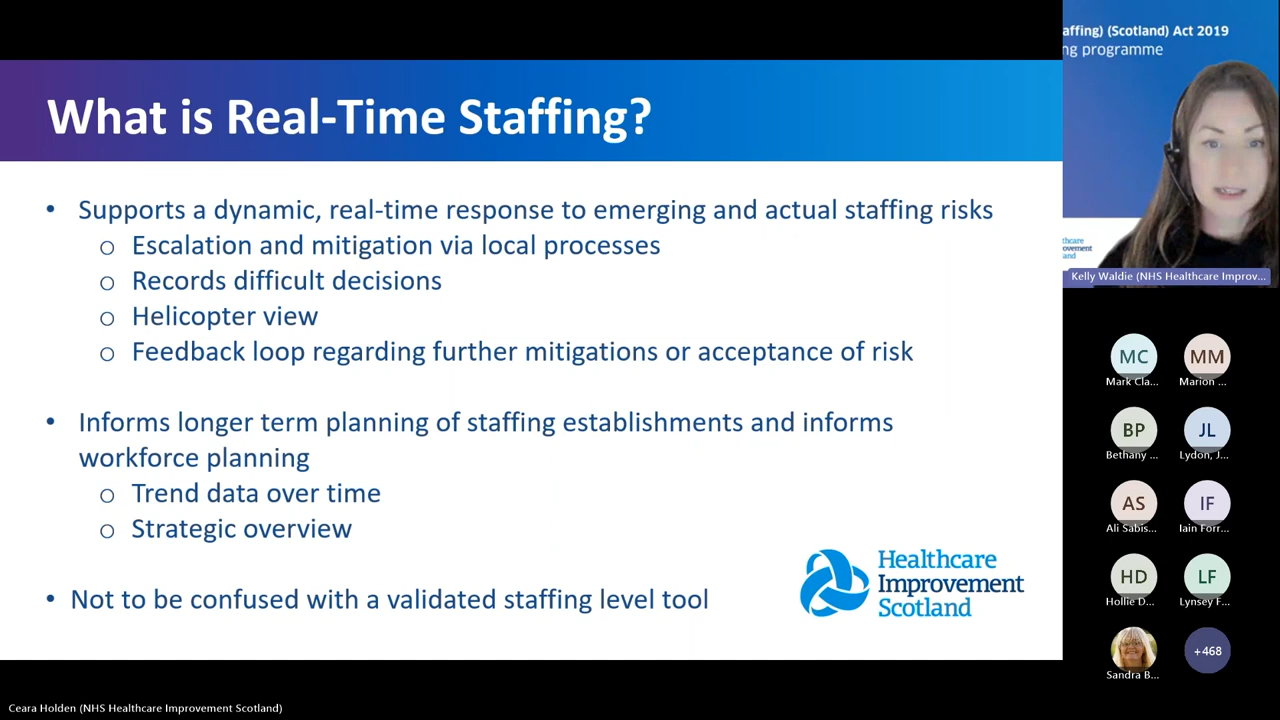 What is Real-Time Staffing?
• Supports a dynamic, real-time response to emerging and actual staffing risks
o Escalation and mitigation via local processes
o Records difficult decisions
o Helicopter view
o Feedback loop regarding further mitigations or acceptance of risk
• Informs longer term planning of staffing establishments and informs
workforce planning
o Trend data over time
o Strategic overview
• Not to be confused with a validated staffing level tool
Healthcare
Improvement
Scotland
affing) (Scotland) Act 2019
ng programme
lthcare
ovement
land
Kelly Waldie (NHS Healthcare Improv...
MC
Mark Cla...
MM
Marion ...
BP
Bethany ...
JL
Lydon, J...
AS
Ali Sabis...
IF
Iain Forr...
HD
Hollie D...
LF
Lynsey F...
Sandra B...
+468
Ceara Holden (NHS Healthcare Improvement Scotland)